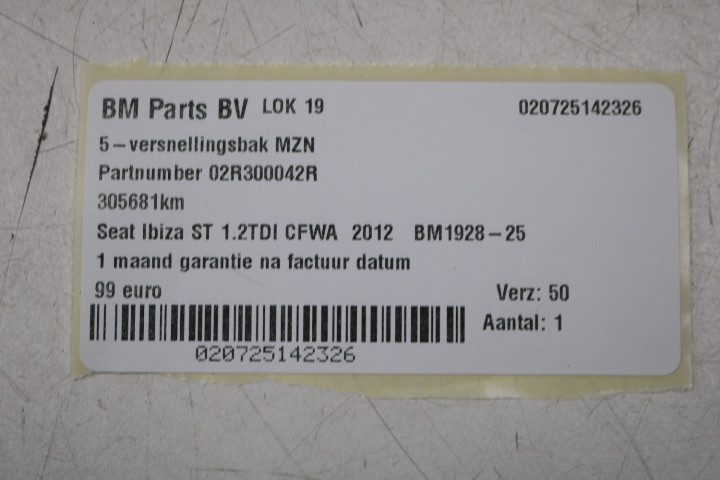 BM Parts BV LOK 19 020725142326
5-versnellingsbak MZN
Partnumber 02R300042R
305681km
Seat Ibiza ST 1.2TDI CFWA 2012 BM1928-25
1 maand garantie na factuur datum
99 euro Verz: 50
Aantal: 1
020725142326